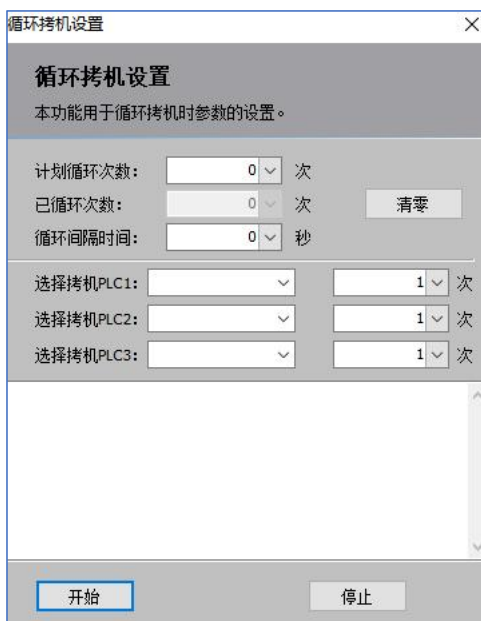 循环拷机设置
循环拷机设置
本功能用于循环拷机时参数的设置。
计划循环次数： 0 次
已循环次数： 0 次 清零
循环间隔时间： 0 秒
选择拷机PLC1： 1 次
选择拷机PLC2： 1 次
选择拷机PLC3： 1 次
开始 停止